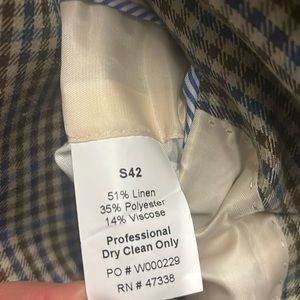 S42
51% Linen
35% Polyester
14% Viscose
Professional
Dry Clean Only
PO # W000229
RN # 47338